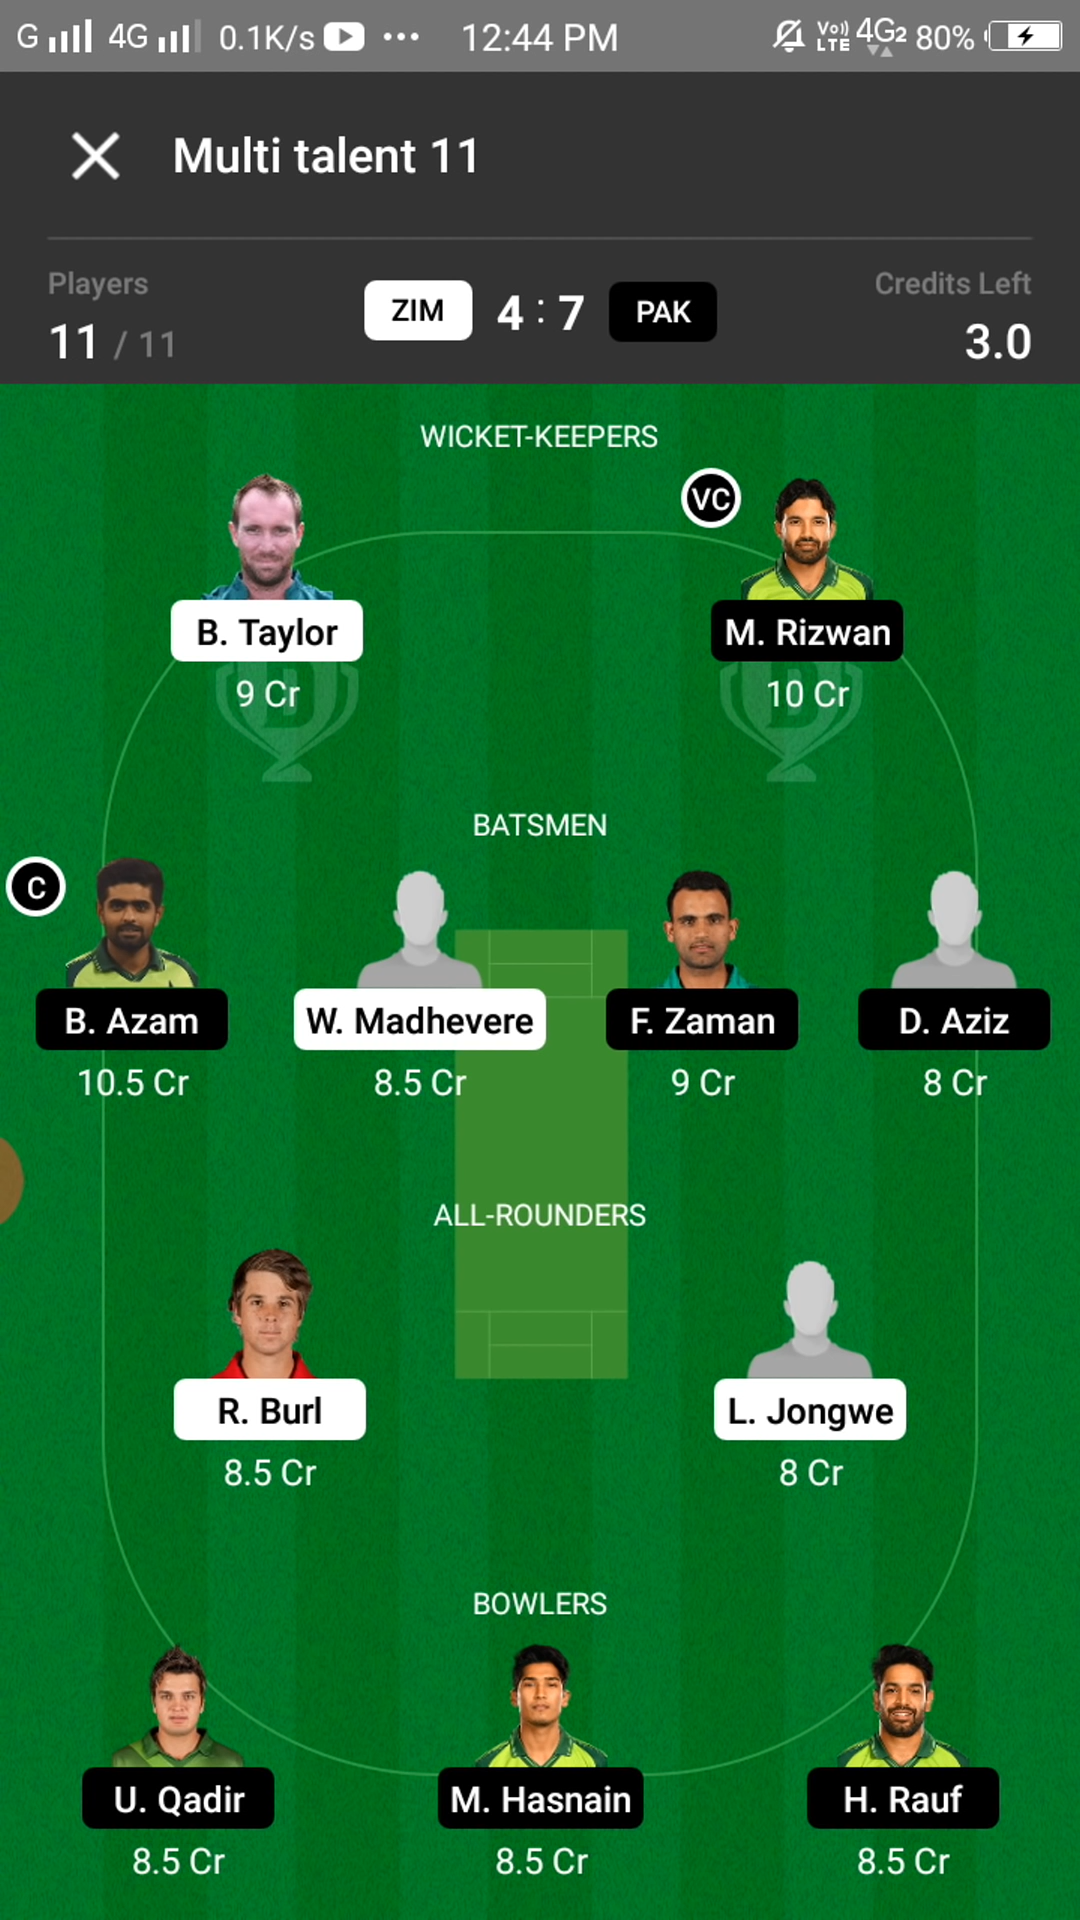 G 4G 0.1K/s ••• 12:44 PM Vo)) LTE 4G2 80%
Multi talent 11
Players
Credits Left
11 / 11
ZIM 4 : 7 PAK
3.0
WICKET-KEEPERS
VC
B. Taylor M. Rizwan
9 Cr 10 Cr
BATSMEN
C
B. Azam W. Madhevere F. Zaman D. Aziz
10.5 Cr 8.5 Cr 9 Cr 8 Cr
ALL-ROUNDERS
R. Burl L. Jongwe
8.5 Cr 8 Cr
BOWLERS
U. Qadir M. Hasnain H. Rauf
8.5 Cr 8.5 Cr 8.5 Cr